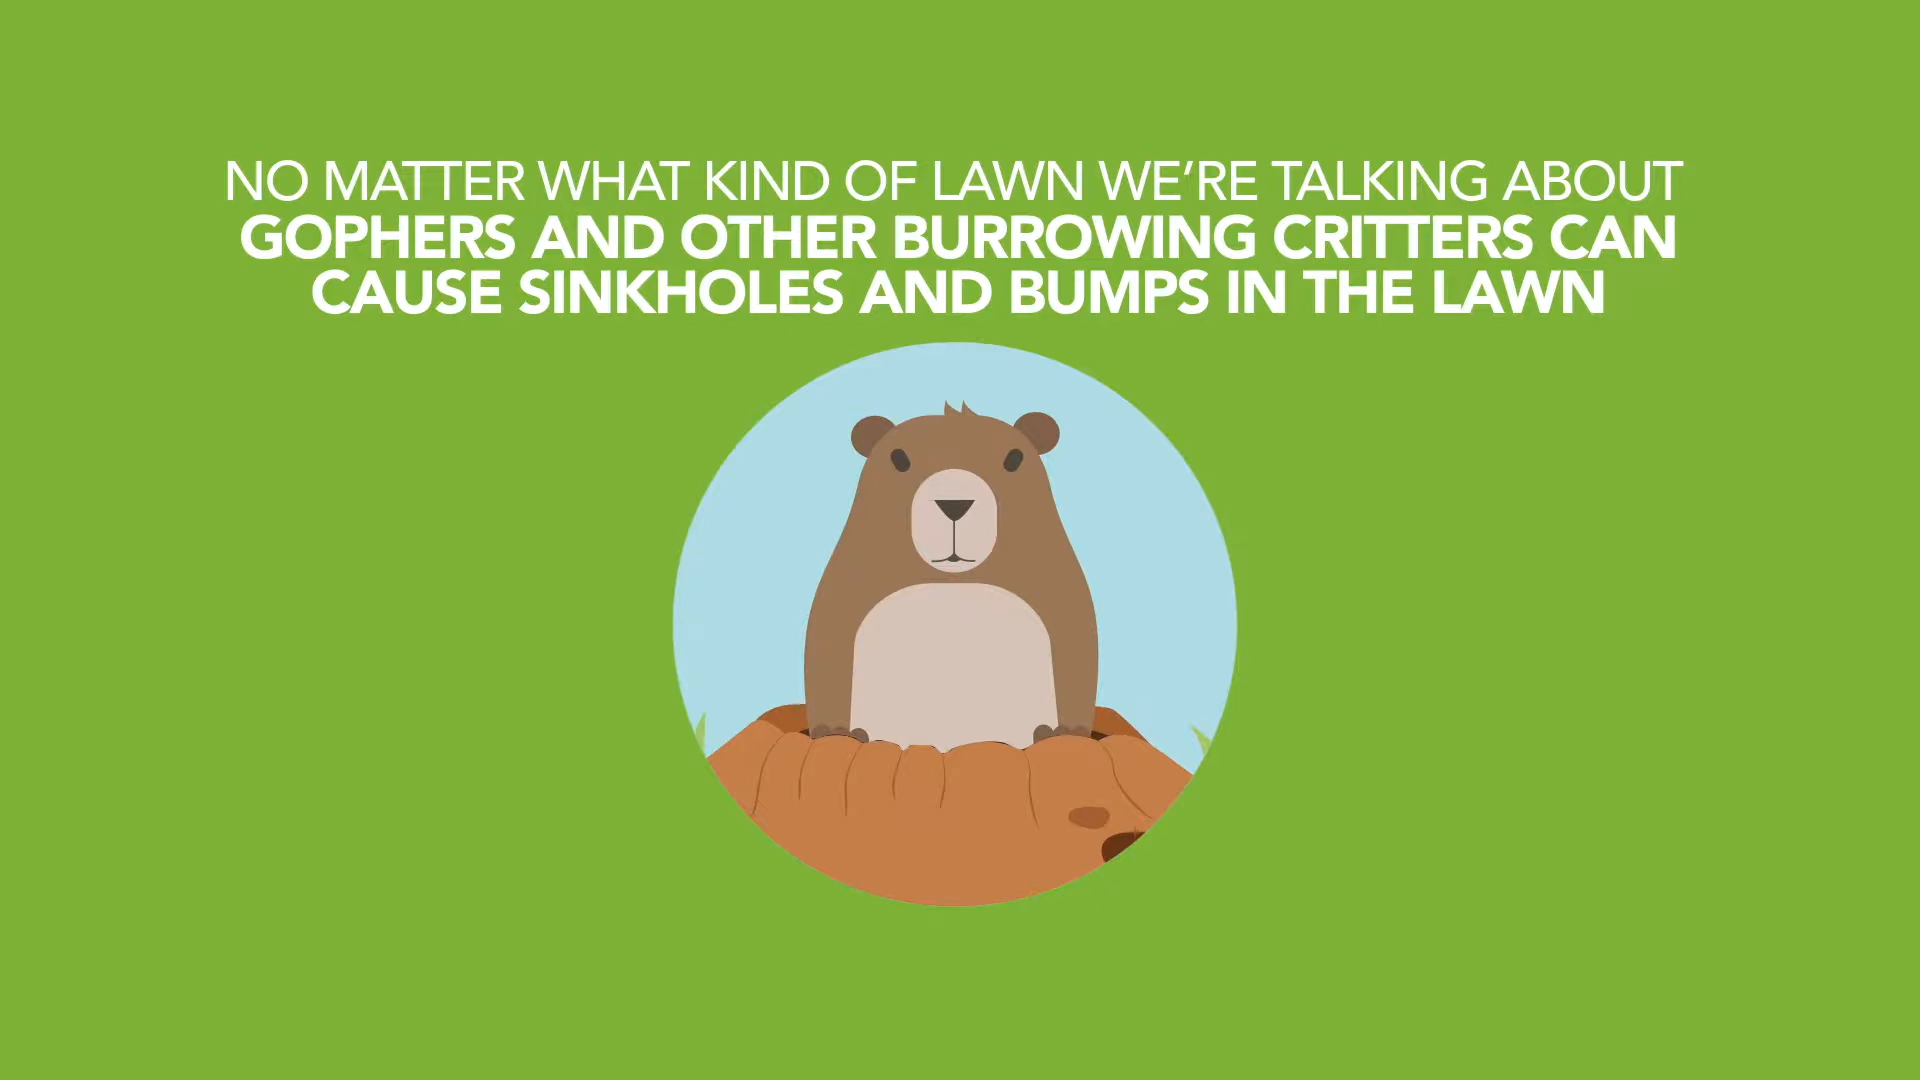 NO MATTER WHAT KIND OF LAWN WE’RE TALKING ABOUT
GOPHERS AND OTHER BURROWING CRITTERS CAN
CAUSE SINKHOLES AND BUMPS IN THE LAWN